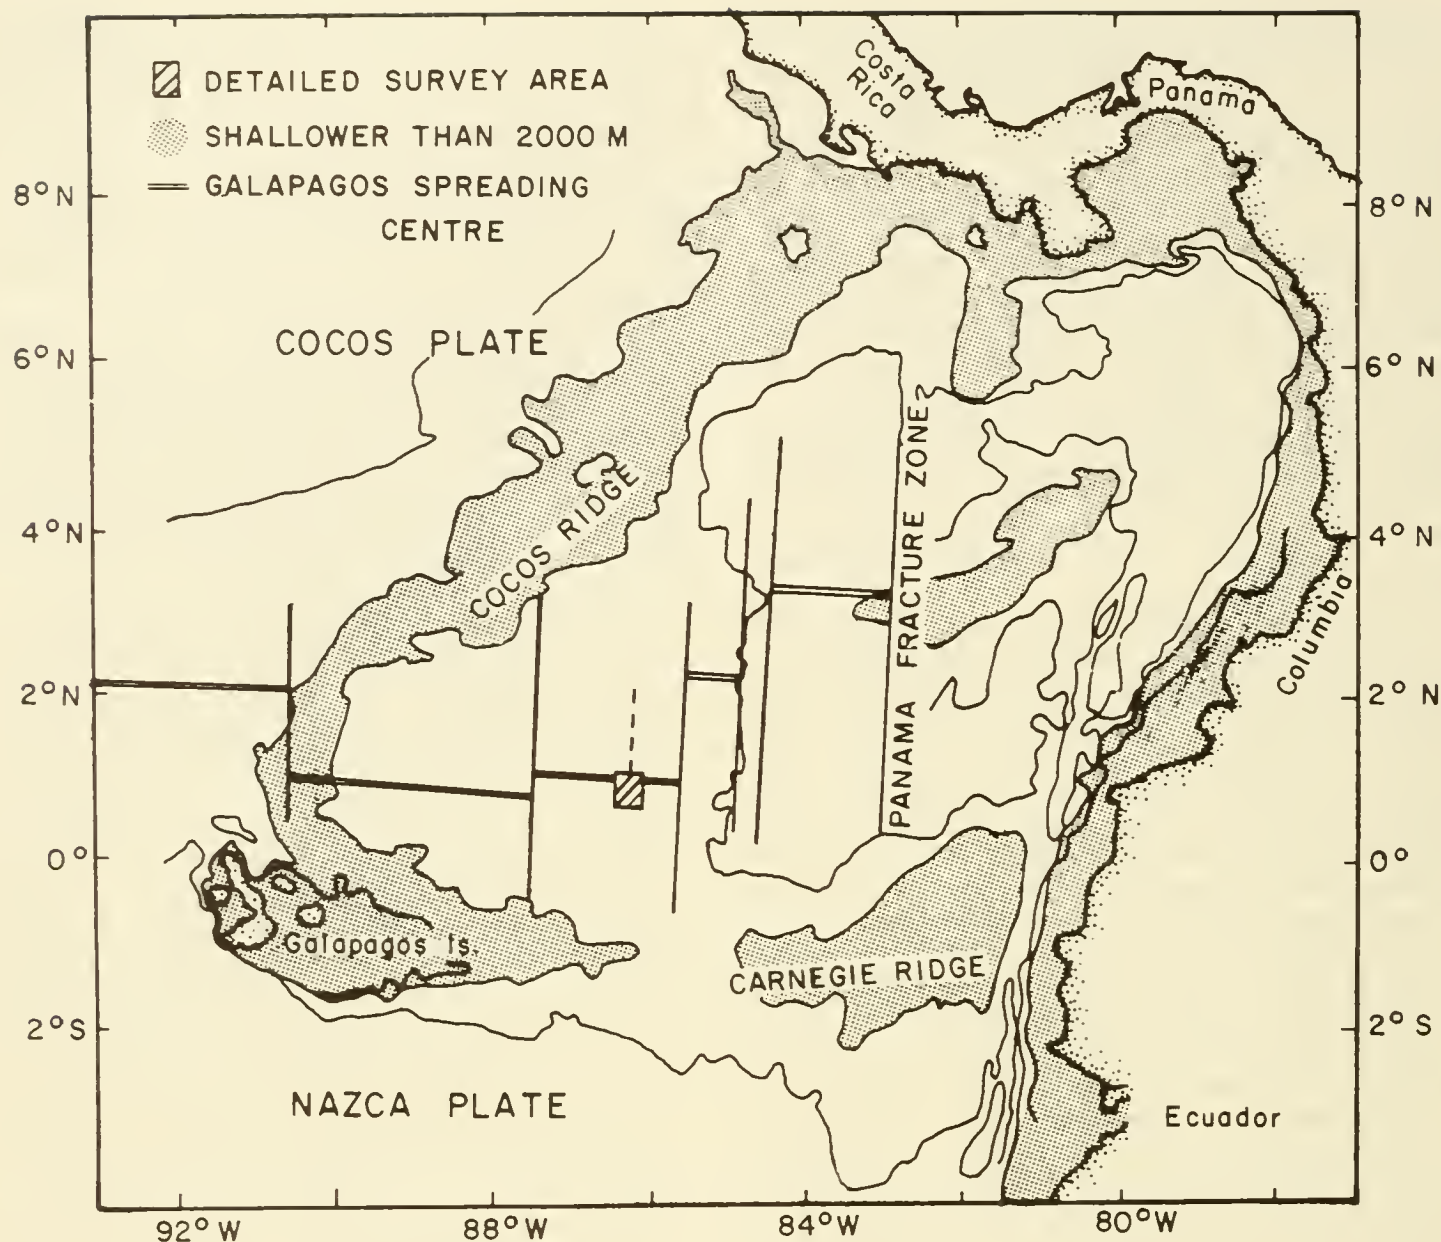 DETAILED SURVEY AREA
SHALLOWER THAN 2000 M
GALAPAGOS SPREADING
CENTRE
Costa
Rica
Panama
8°N
8°N
COCOS PLATE
6°N
6°N
COCOS RIDGE
PANAMA FRACTURE ZONE
4°N
4°N
Columbia
2°N
2°N
0°
0°
Galapagos Is.
CARNEGIE RIDGE
2°S
2°S
NAZCA PLATE
Ecuador
92°W
88°W
84°W
80°W